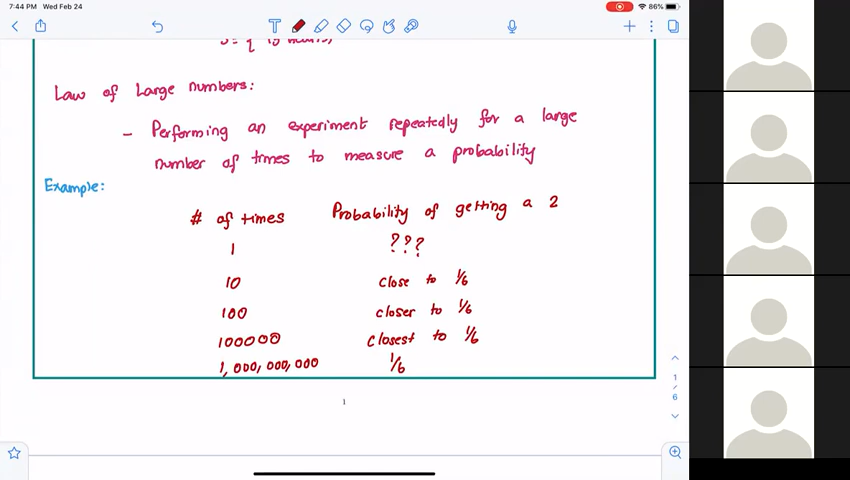 7:44 PM Wed Feb 24
86%
T
Law of Large numbers:
- Performing an experiment repeatedly for a large
number of times to measure a probability
Example:
# of times Probability of getting a 2
1 ???
10 close to 1/6
100 closer to 1/6
100000 closest to 1/6
1,000,000,000 1/6
1
1
/
6